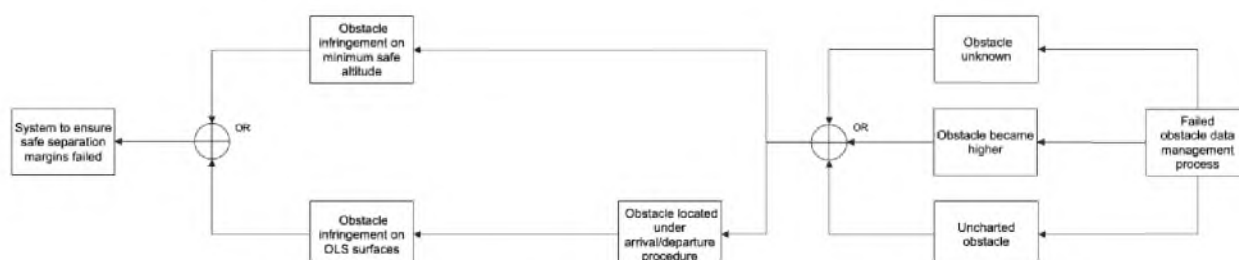 Obstacle
infringement on
minimum safe
altitude
Obstacle
unknown
System to ensure
safe separation
margins failed
OR
OR
Obstacle became
higher
Failed
obstacle data
management
process
Obstacle
infringement on
OLS surfaces
Obstacle located
under
arrival/departure
procedure
Uncharted
obstacle